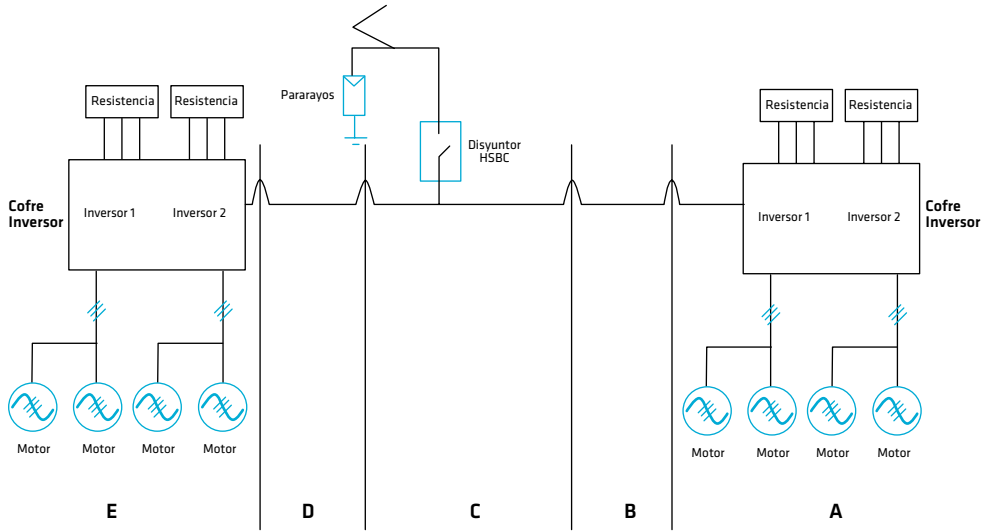 Resistencia
Resistencia
Pararayos
Disyuntor
HSBC
Resistencia
Resistencia
Cofre
Inversor
Inversor 1
Inversor 2
Inversor 1
Inversor 2
Cofre
Inversor
Motor
Motor
Motor
Motor
Motor
Motor
Motor
Motor
E
D
C
B
A